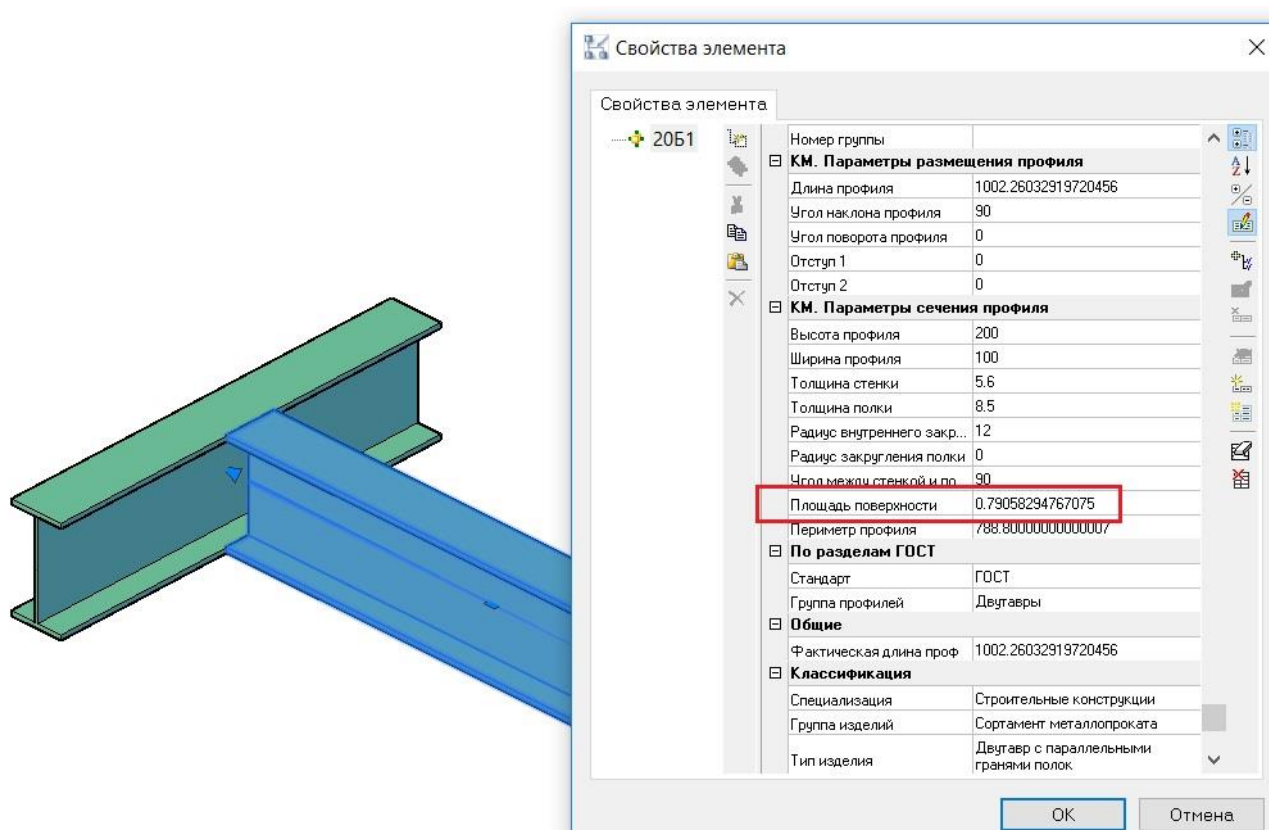 Свойства элемента
Свойства элемента
20Б1
Номер группы
КМ. Параметры размещения профиля
Длина профиля 1002.26032919720456
Угол наклона профиля 90
Угол поворота профиля 0
Отступ 1 0
Отступ 2 0
КМ. Параметры сечения профиля
Высота профиля 200
Ширина профиля 100
Толщина стенки 5.6
Толщина полки 8.5
Радиус внутреннего закр... 12
Радиус закругления полки 0
Угол между стенкой и по... 90
Площадь поверхности 0.79058294767075
Периметр профиля 788.80000000000007
По разделам ГОСТ
Стандарт ГОСТ
Группа профилей Двутавры
Общие
Фактическая длина проф 1002.26032919720456
Классификация
Специализация Строительные конструкции
Группа изделий Сортамент металлопроката
Тип изделия Двутавр с параллельными
гранями полок
OK Отмена